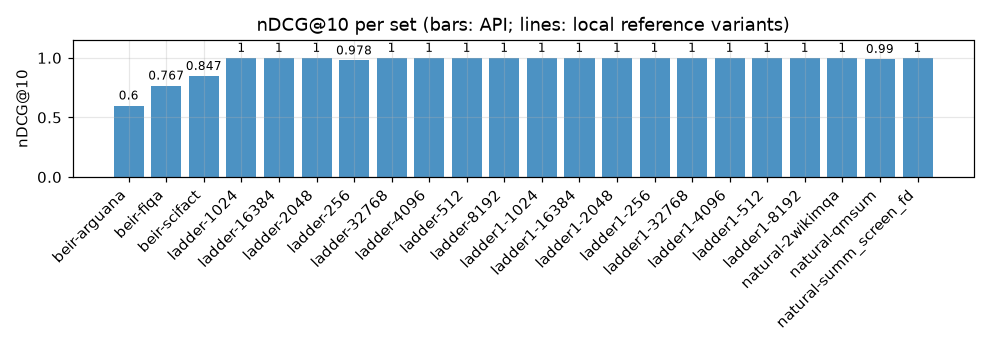 nDCG@10 per set (bars: API; lines: local reference variants)
nDCG@10
1.0
0.5
0.0
0.6
0.767
0.847
1
1
1
0.978
1
1
1
1
1
1
1
1
1
1
1
1
1
0.99
1
beir-arguana
beir-fiqa
beir-scifact
ladder-1024
ladder-16384
ladder-2048
ladder-256
ladder-32768
ladder-4096
ladder-512
ladder-8192
ladder1-1024
ladder1-16384
ladder1-2048
ladder1-256
ladder1-32768
ladder1-4096
ladder1-512
ladder1-8192
natural-2wikimqa
natural-qmsum
natural-summ_screen_fd